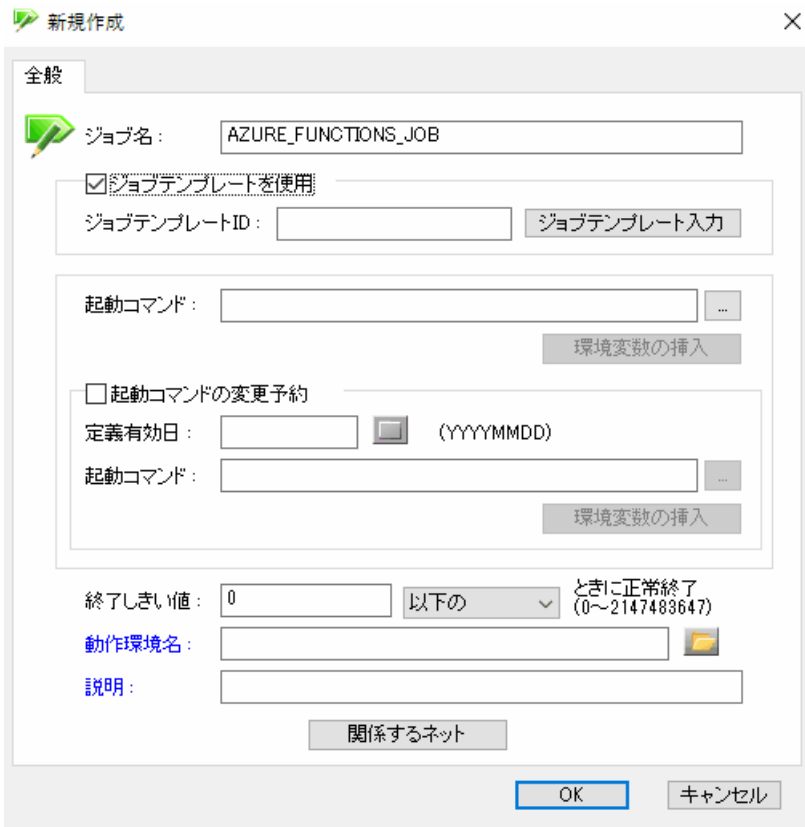 新規作成
全般
ジョブ名： AZURE_FUNCTIONS_JOB
ジョブテンプレートを使用
ジョブテンプレートID： ジョブテンプレート入力
起動コマンド： ...
環境変数の挿入
起動コマンドの変更予約
定義有効日： (YYYYMMDD)
起動コマンド： ...
環境変数の挿入
終了しきい値： 0 以下の ときに正常終了
(0～2147483647)
動作環境名：
説明：
関係するネット
OK キャンセル